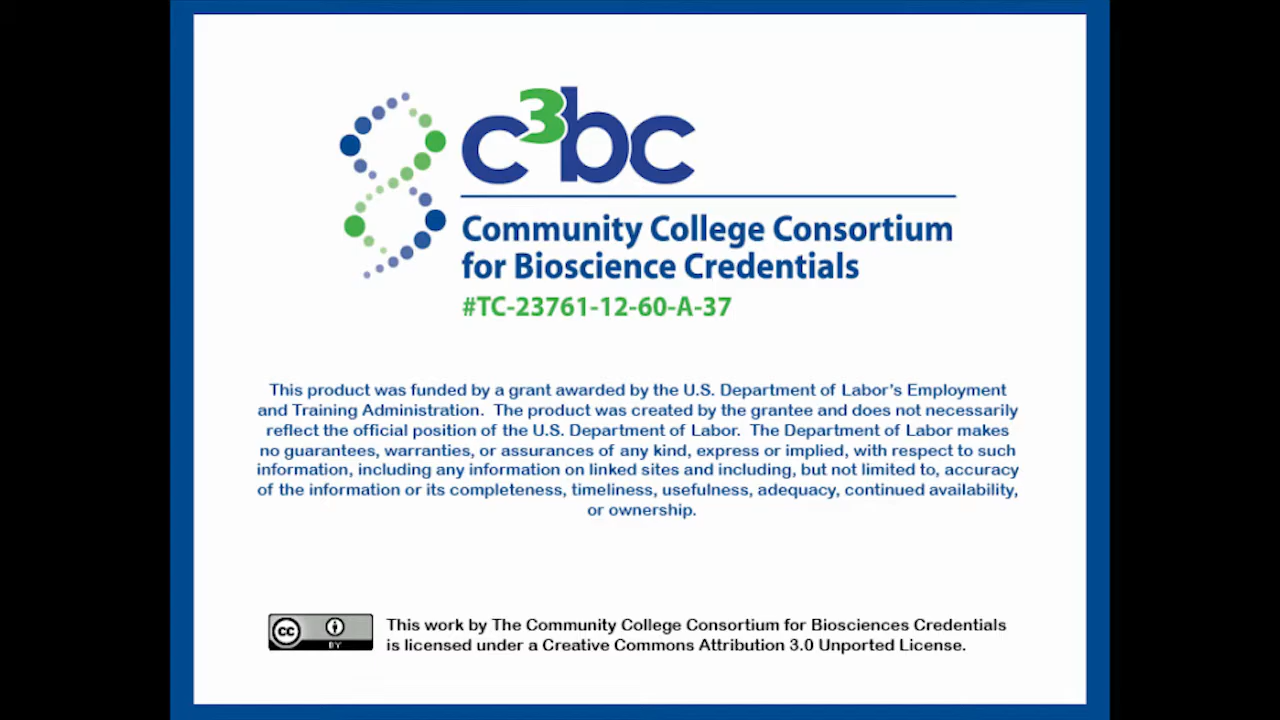 c3bc
Community College Consortium
for Bioscience Credentials
#TC-23761-12-60-A-37
This product was funded by a grant awarded by the U.S. Department of Labor's Employment
and Training Administration.  The product was created by the grantee and does not necessarily
reflect the official position of the U.S. Department of Labor.  The Department of Labor makes
no guarantees, warranties, or assurances of any kind, express or implied, with respect to such
information, including any information on linked sites and including, but not limited to, accuracy
of the information or its completeness, timeliness, usefulness, adequacy, continued availability,
or ownership.
cc
BY
This work by The Community College Consortium for Biosciences Credentials
is licensed under a Creative Commons Attribution 3.0 Unported License.